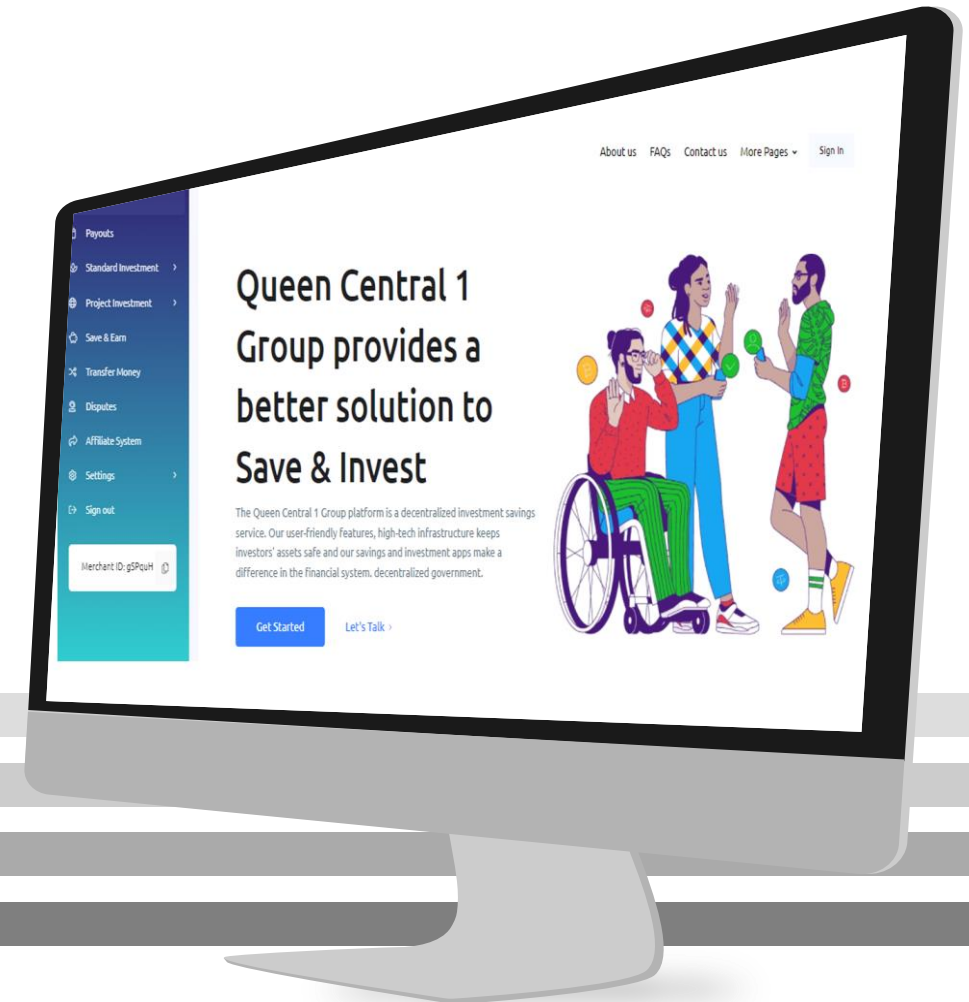 About us FAQs Contact us More Pages Sign In
Payouts
Standard Investment
Project Investment
Save & Earn
Transfer Money
Disputes
Affiliate System
Settings
Sign out
Merchant ID: gSPquH
Queen Central 1
Group provides a
better solution to
Save & Invest
The Queen Central 1 Group platform is a decentralized investment savings
service. Our user-friendly features, high-tech infrastructure keeps
investors' assets safe and our savings and investment apps make a
difference in the financial system. decentralized government.
Get Started Let's Talk